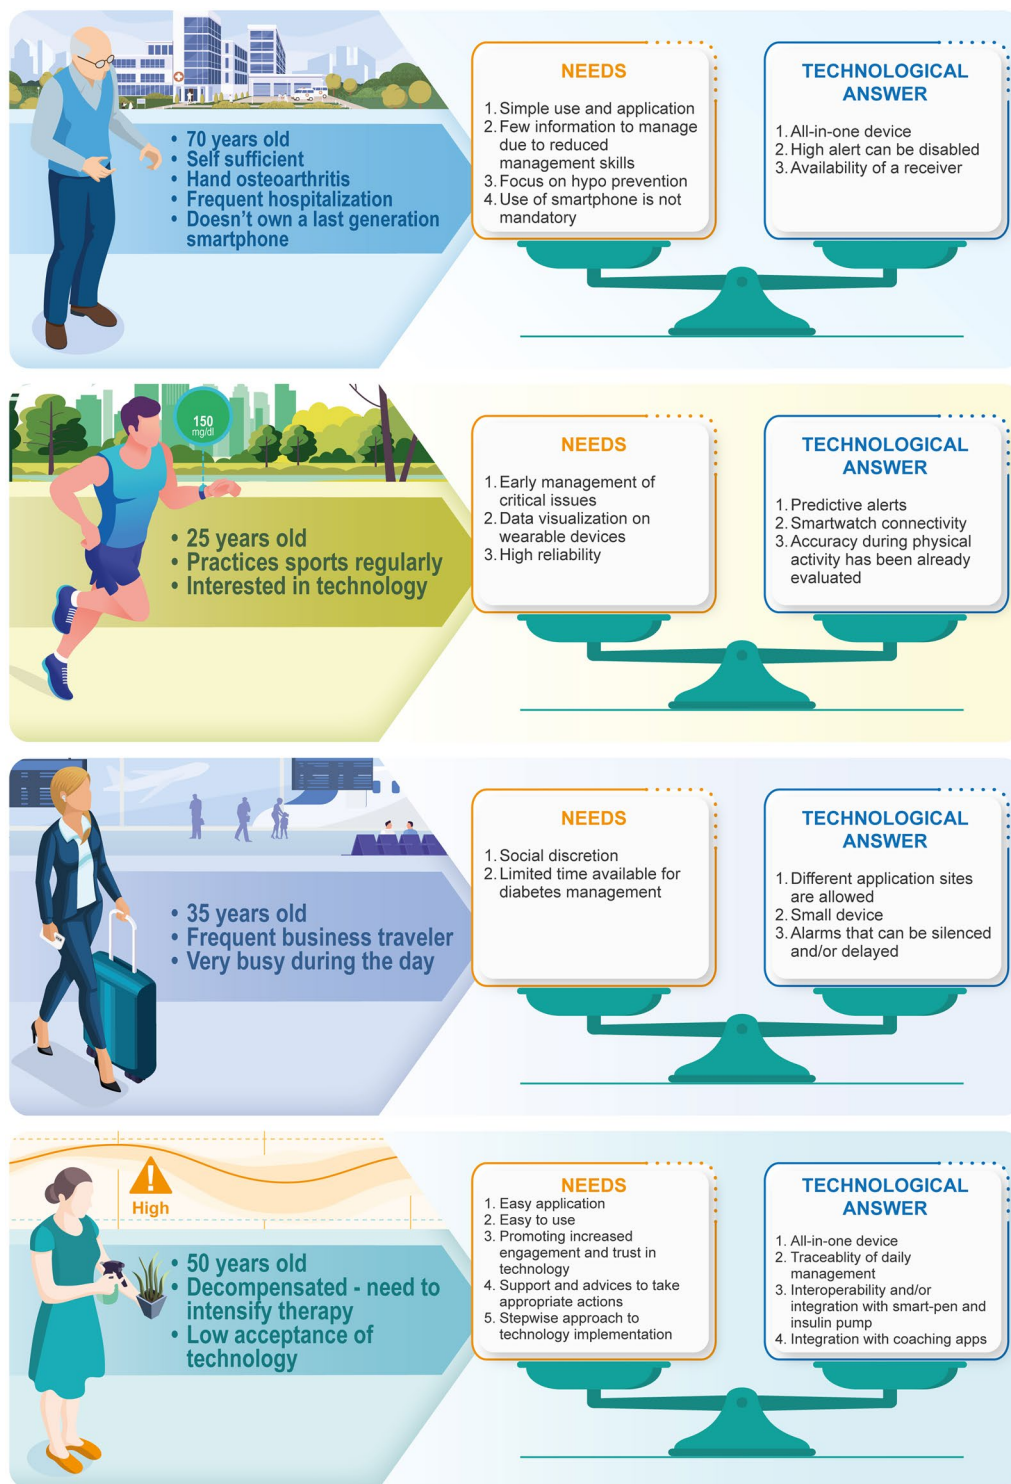 • 70 years old
• Self sufficient
• Hand osteoarthritis
• Frequent hospitalization
• Doesn't own a last generation
smartphone
NEEDS
1. Simple use and application
2. Few information to manage
due to reduced
management skills
3. Focus on hypo prevention
4. Use of smartphone is not
mandatory
TECHNOLOGICAL
ANSWER
1. All-in-one device
2. High alert can be disabled
3. Availability of a receiver
150
mg/dl
• 25 years old
• Practices sports regularly
• Interested in technology
NEEDS
1. Early management of
critical issues
2. Data visualization on
wearable devices
3. High reliability
TECHNOLOGICAL
ANSWER
1. Predictive alerts
2. Smartwatch connectivity
3. Accuracy during physical
activity has been already
evaluated
• 35 years old
• Frequent business traveler
• Very busy during the day
NEEDS
1. Social discretion
2. Limited time available for
diabetes management
TECHNOLOGICAL
ANSWER
1. Different application sites
are allowed
2. Small device
3. Alarms that can be silenced
and/or delayed
!
High
• 50 years old
• Decompensated - need to
intensify therapy
• Low acceptance of
technology
NEEDS
1. Easy application
2. Easy to use
3. Promoting increased
engagement and trust in
technology
4. Support and advices to take
appropriate actions
5. Stepwise approach to
technology implementation
TECHNOLOGICAL
ANSWER
1. All-in-one device
2. Traceablity of daily
management
3. Interoperability and/or
integration with smart-pen and
insulin pump
4. Integration with coaching apps